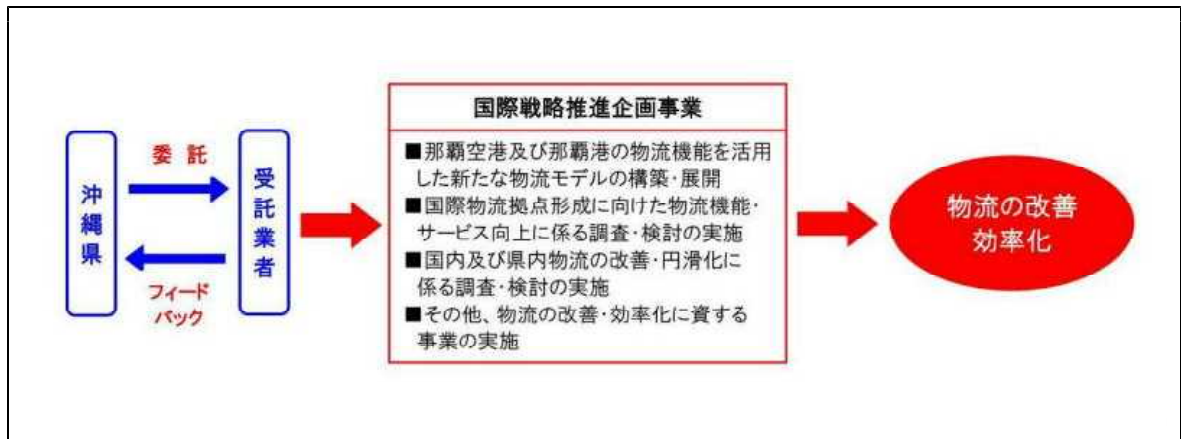 沖縄県
委託
フィード
バック
受託業者
国際戦略推進企画事業
■那覇空港及び那覇港の物流機能を活用
した新たな物流モデルの構築・展開
■国際物流拠点形成に向けた物流機能・
サービス向上に係る調査・検討の実施
■国内及び県内物流の改善・円滑化に
係る調査・検討の実施
■その他、物流の改善・効率化に資する
事業の実施
物流の改善
効率化